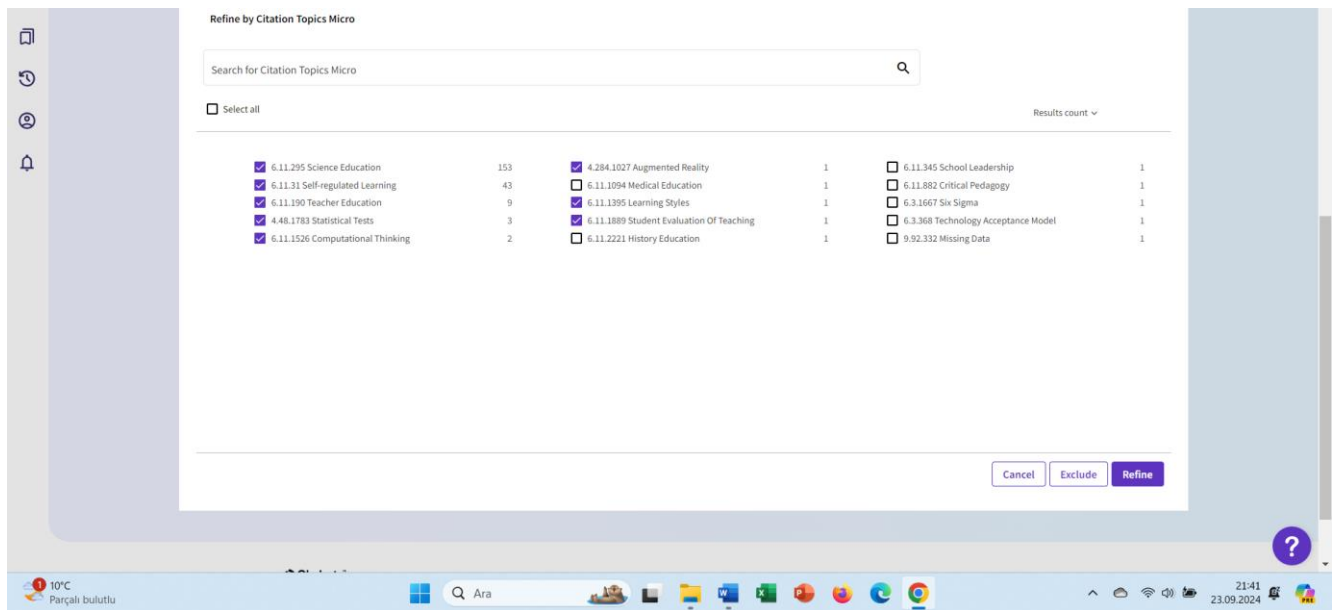 Refine by Citation Topics Micro
Search for Citation Topics Micro
Select all
Results count
6.11.295 Science Education 153
6.11.31 Self-regulated Learning 43
6.11.190 Teacher Education 9
4.48.1783 Statistical Tests 3
6.11.1526 Computational Thinking 2
4.284.1027 Augmented Reality 1
6.11.1094 Medical Education 1
6.11.1395 Learning Styles 1
6.11.1889 Student Evaluation Of Teaching 1
6.11.2221 History Education 1
6.11.345 School Leadership 1
6.11.882 Critical Pedagogy 1
6.3.1667 Six Sigma 1
6.3.368 Technology Acceptance Model 1
9.92.332 Missing Data 1
Cancel Exclude Refine
?
1
10°C
Parçalı bulutlu
Ara
21:41
23.09.2024
PRE